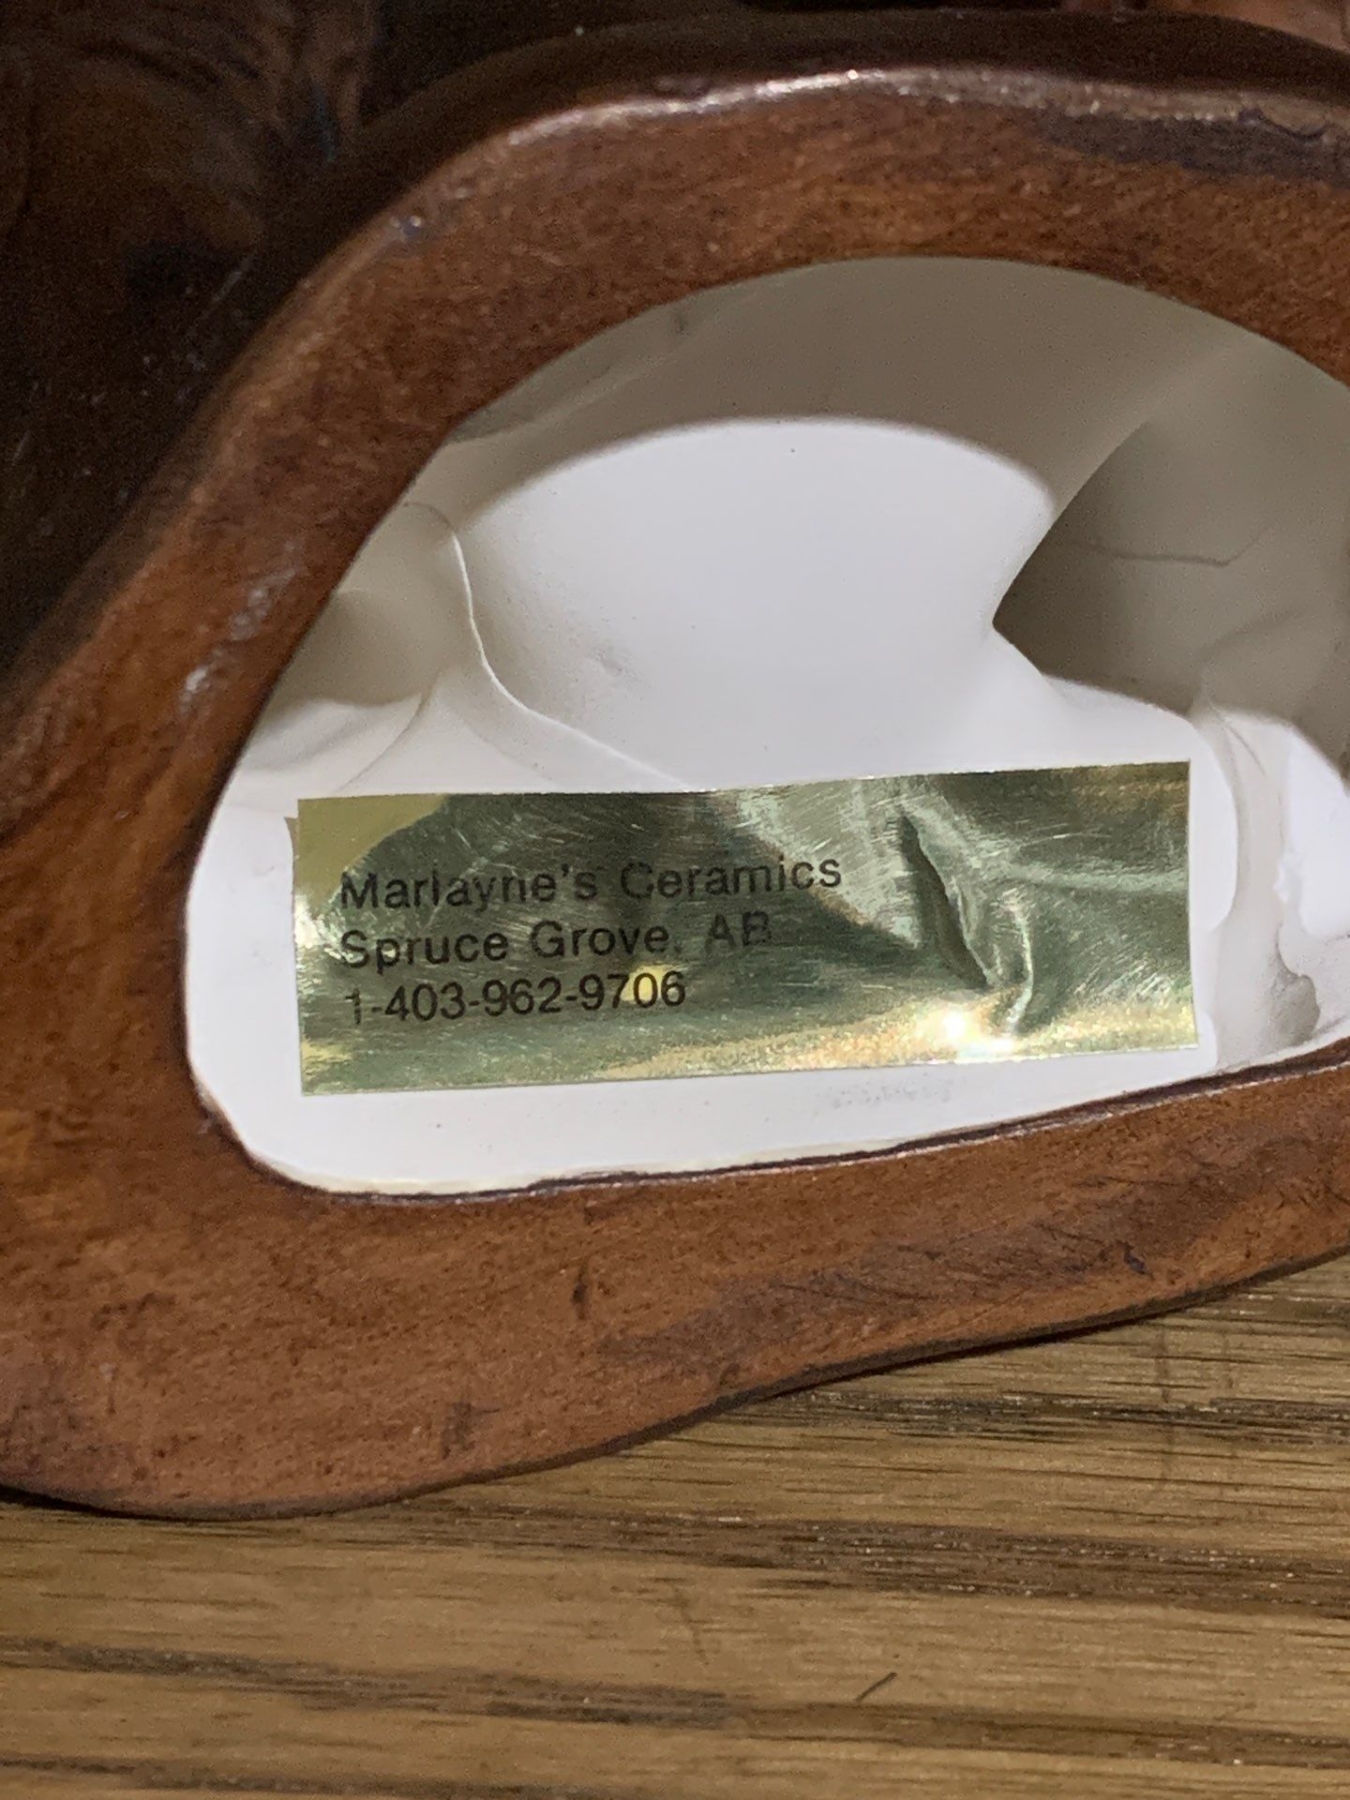 Marlayne's Ceramics
Spruce Grove, AB
1-403-962-9706